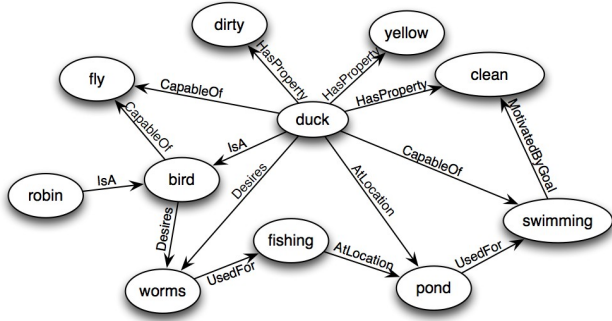 dirty
yellow
HasProperty
HasProperty
fly
clean
CapableOf
HasProperty
duck
CapableOf
MotivatedByGoal
IsA
CapableOf
robin
IsA
bird
Desires
AtLocation
Desires
swimming
fishing
AtLocation
UsedFor
UsedFor
worms
pond